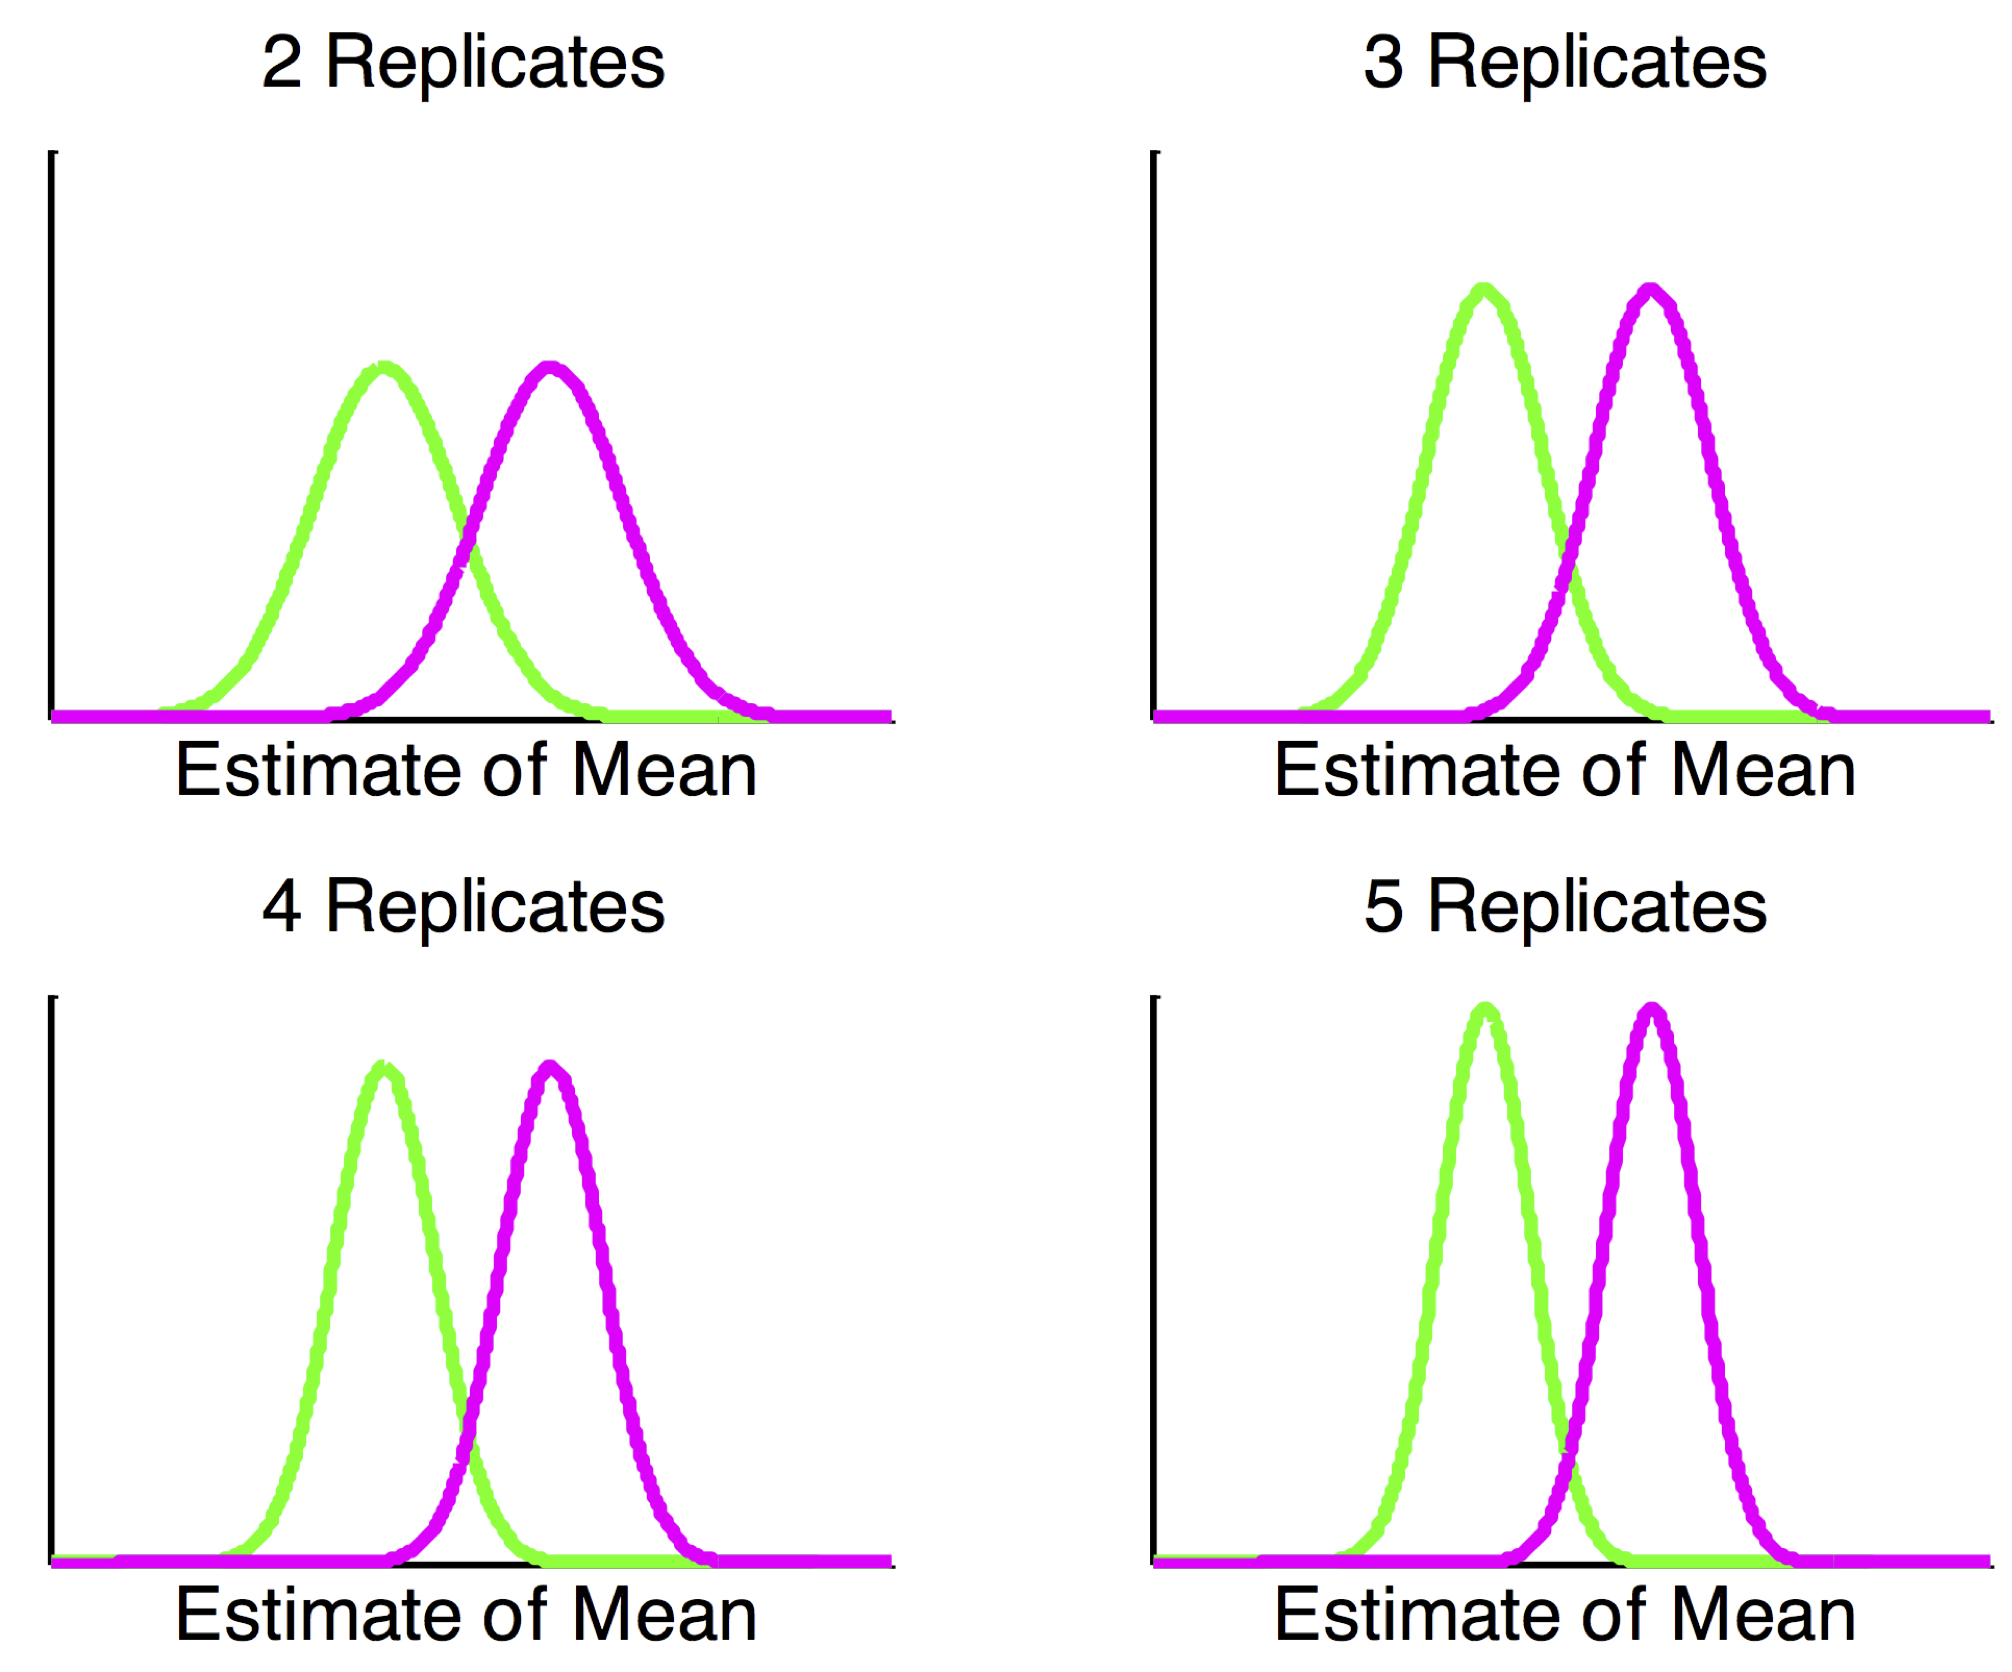 2 Replicates
3 Replicates
Estimate of Mean
Estimate of Mean
4 Replicates
5 Replicates
Estimate of Mean
Estimate of Mean